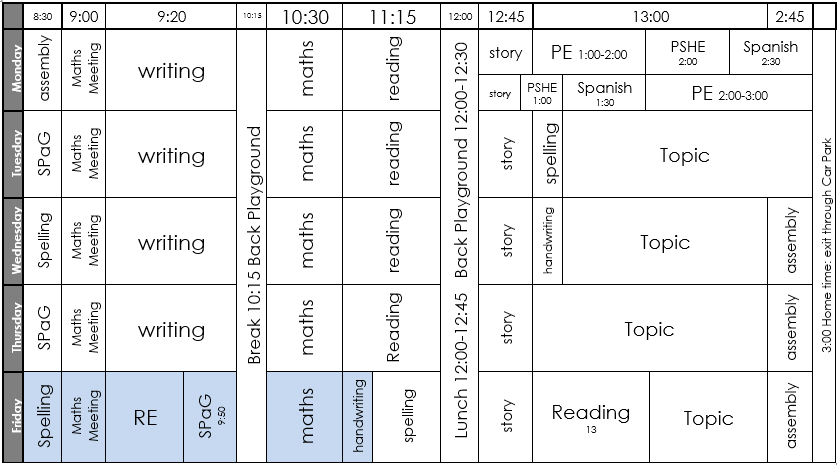 8:30 9:00 9:20 10:15 10:30 11:15 12:00 12:45 13:00 2:45
Monday
assembly
Maths
Meeting
writing
maths
reading
story
PE 1:00-2:00
PSHE
2:00
Spanish
2:30
story
PSHE
1:00
Spanish
1:30
PE 2:00-3:00
Break 10:15 Back Playground
Lunch 12:00-12:45 Back Playground 12:00-12:30
3:00 Home time: exit through Car Park
Tuesday
SPaG
Maths
Meeting
writing
maths
reading
story
spelling
Topic
Wednesday
Spelling
Maths
Meeting
writing
maths
reading
story
handwriting
Topic
assembly
Thursday
SPaG
Maths
Meeting
writing
maths
Reading
story
Topic
assembly
Friday
Spelling
Maths
Meeting
RE
SPaG
9:50
maths
handwriting
spelling
story
Reading
13
Topic
assembly